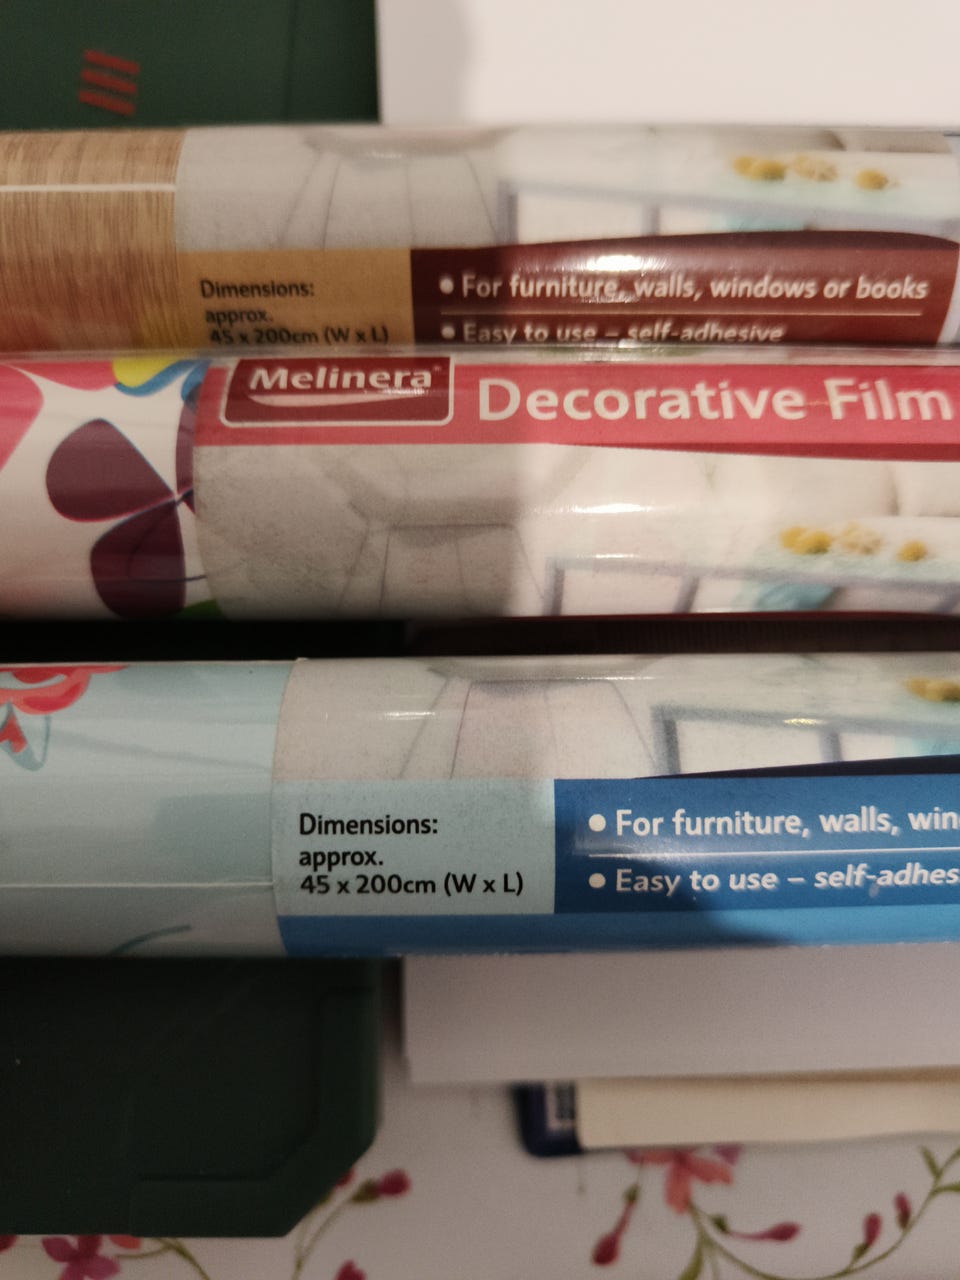 Dimensions:
approx.
45 x 200cm (W x L)
• For furniture, walls, windows or books
• Easy to use – self-adhesive
Melinera®
Decorative Film
Dimensions:
approx.
45 x 200cm (W x L)
• For furniture, walls, win
• Easy to use – self-adhes